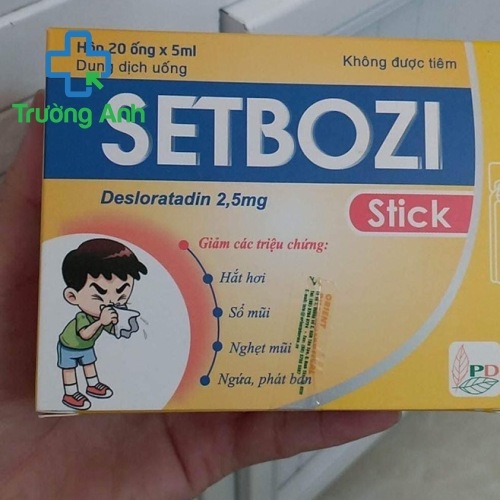 Hộp 20 ống x 5ml
Dung dịch uống
Không được tiêm
Trường Anh
SETBOZI
Desloratadin 2,5mg
Stick
Giảm các triệu chứng:
Hắt hơi
Sổ mũi
Nghẹt mũi
Ngứa, phát ban
PD